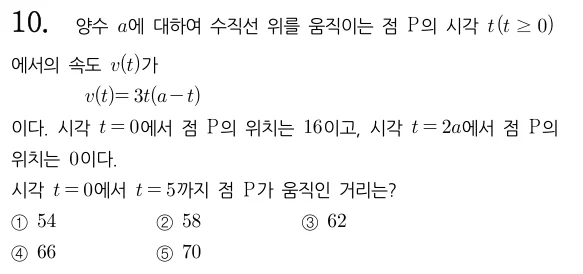 10. 양수 a에 대하여 수직선 위를 움직이는 점 P의 시각 t(t ≥ 0)
에서의 속도 v(t)가
v(t)= 3t(a−t)
이다. 시각 t=0에서 점 P의 위치는 16이고, 시각 t=2a에서 점 P의
위치는 0이다.
시각 t=0에서 t=5까지 점 P가 움직인 거리는?
① 54 ② 58 ③ 62
④ 66 ⑤ 70